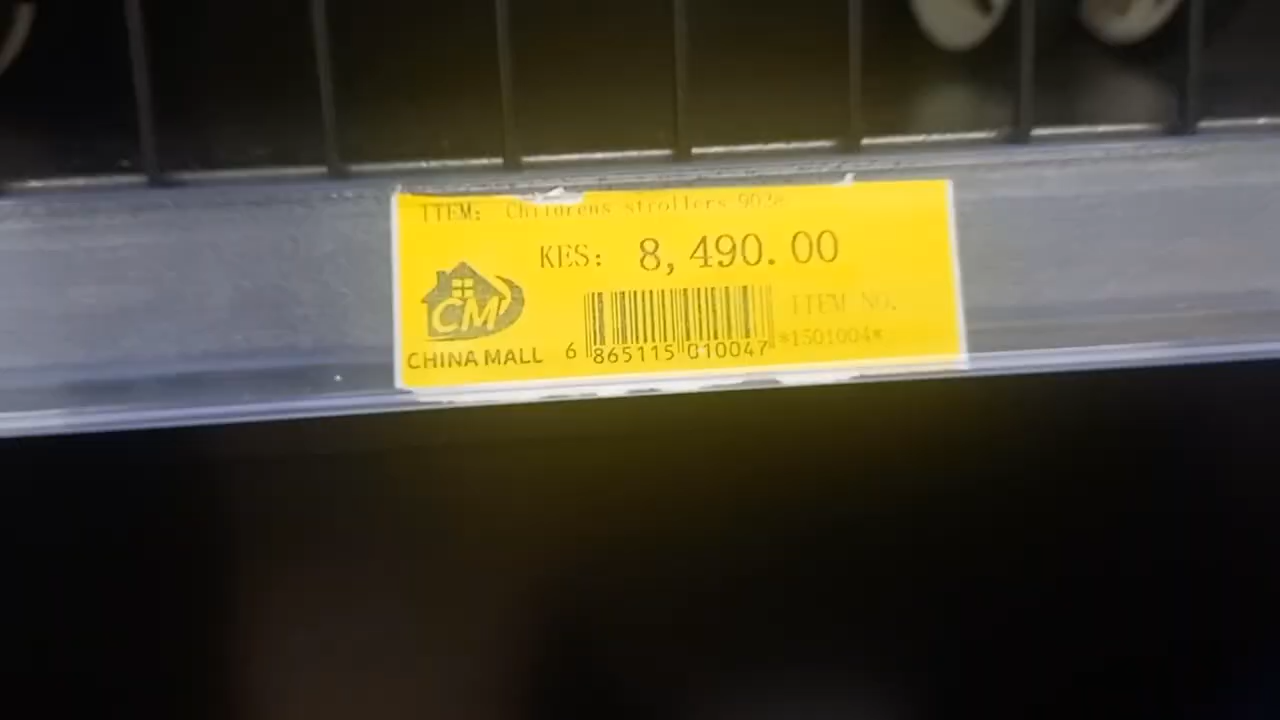 ITEM: Childrens strollers
KES: 8,490.00
CM
CHINA MALL
ITEM NO.
*1501004*
6 865115 010047